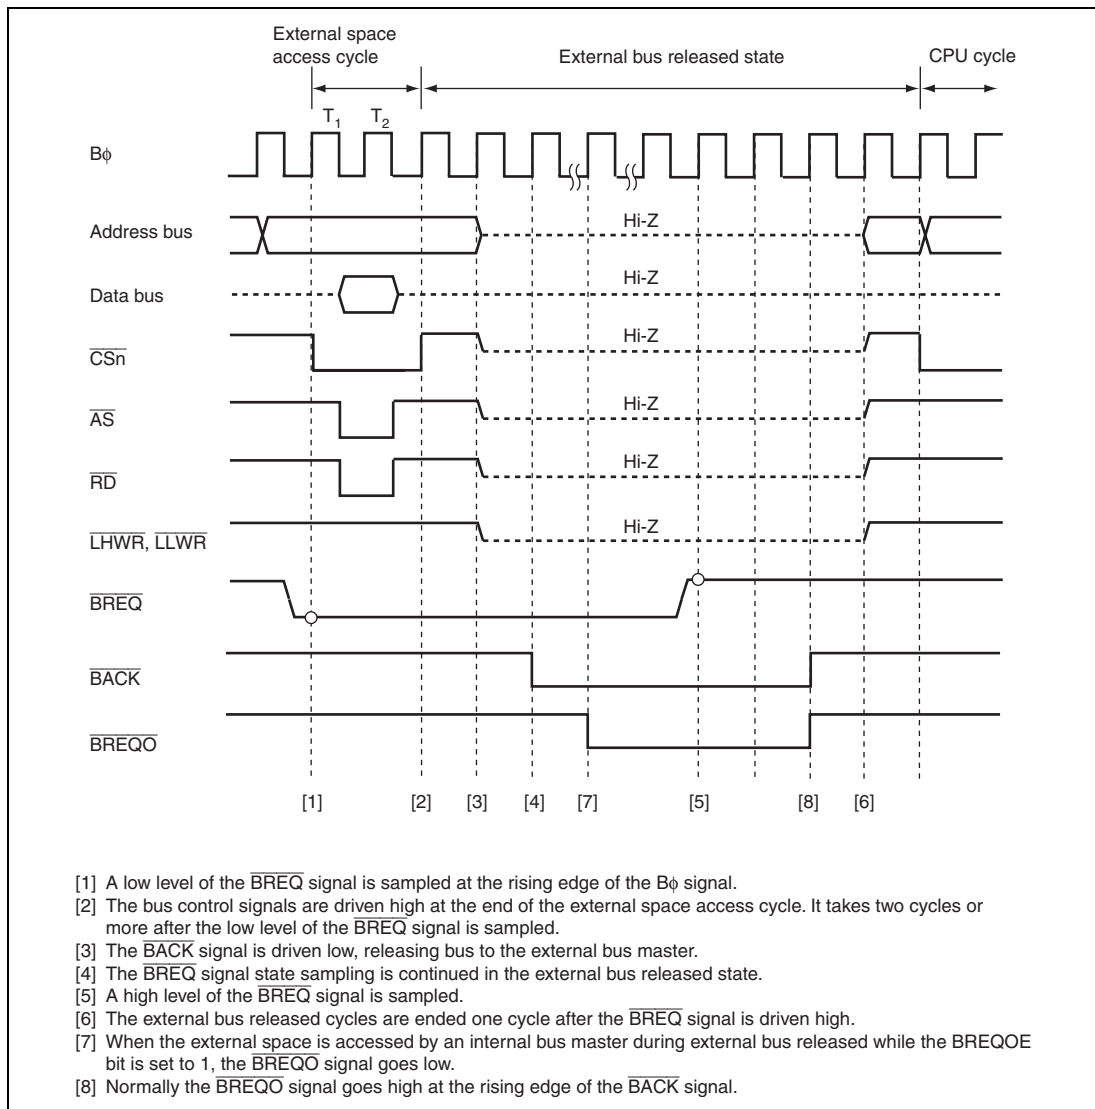 External space
access cycle
External bus released state
CPU cycle
T1 T2
Bϕ
Address bus
Hi-Z
Data bus
Hi-Z
CSn
Hi-Z
AS
Hi-Z
RD
Hi-Z
LHWR, LLWR
Hi-Z
BREQ
BACK
BREQO
[1] [2] [3] [4] [7] [5] [8] [6]
[1] A low level of the BREQ signal is sampled at the rising edge of the Bϕ signal.
[2] The bus control signals are driven high at the end of the external space access cycle. It takes two cycles or
more after the low level of the BREQ signal is sampled.
[3] The BACK signal is driven low, releasing bus to the external bus master.
[4] The BREQ signal state sampling is continued in the external bus released state.
[5] A high level of the BREQ signal is sampled.
[6] The external bus released cycles are ended one cycle after the BREQ signal is driven high.
[7] When the external space is accessed by an internal bus master during external bus released while the BREQOE
bit is set to 1, the BREQO signal goes low.
[8] Normally the BREQO signal goes high at the rising edge of the BACK signal.